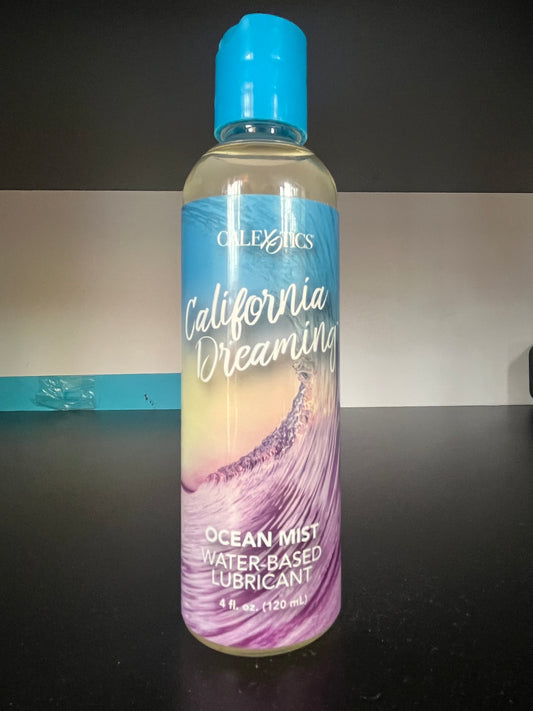 CALEXOTICS
California
Dreaming
OCEAN MIST
WATER-BASED
LUBRICANT
4 fl. oz. (120 mL)